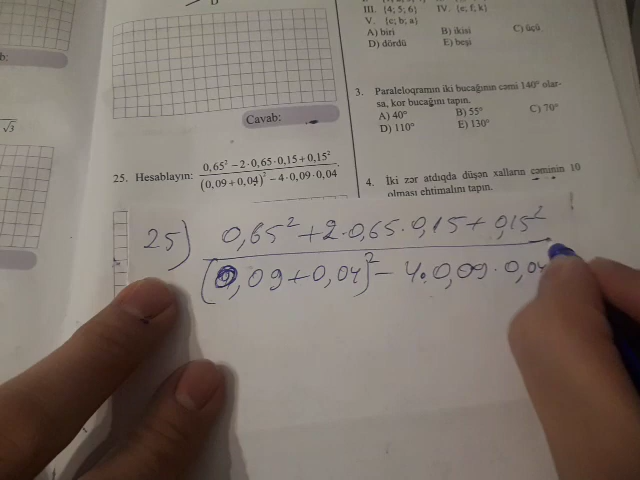 III. {4; 5; 6} IV. {e; f; k}
V. {c; b; a}
A) biri B) ikisi C) üçü
D) dördü E) beşi
Cavab:
3. Paraleloqramın iki bucağının cəmi 140° olar-
sa, kor bucağını tapın.
A) 40° B) 55° C) 70°
D) 110° E) 130°
√3
25. Hesablayın: 0,65² – 2·0,65·0,15 + 0,15²
(0,09 + 0,04)² – 4·0,09·0,04
4. İki zər atdıqda düşən xalların cəminin 10
olması ehtimalını tapın.
25) 0,65² + 2·0,65·0,15 + 0,15²
(0,09 + 0,04)² – 4·0,09·0,04